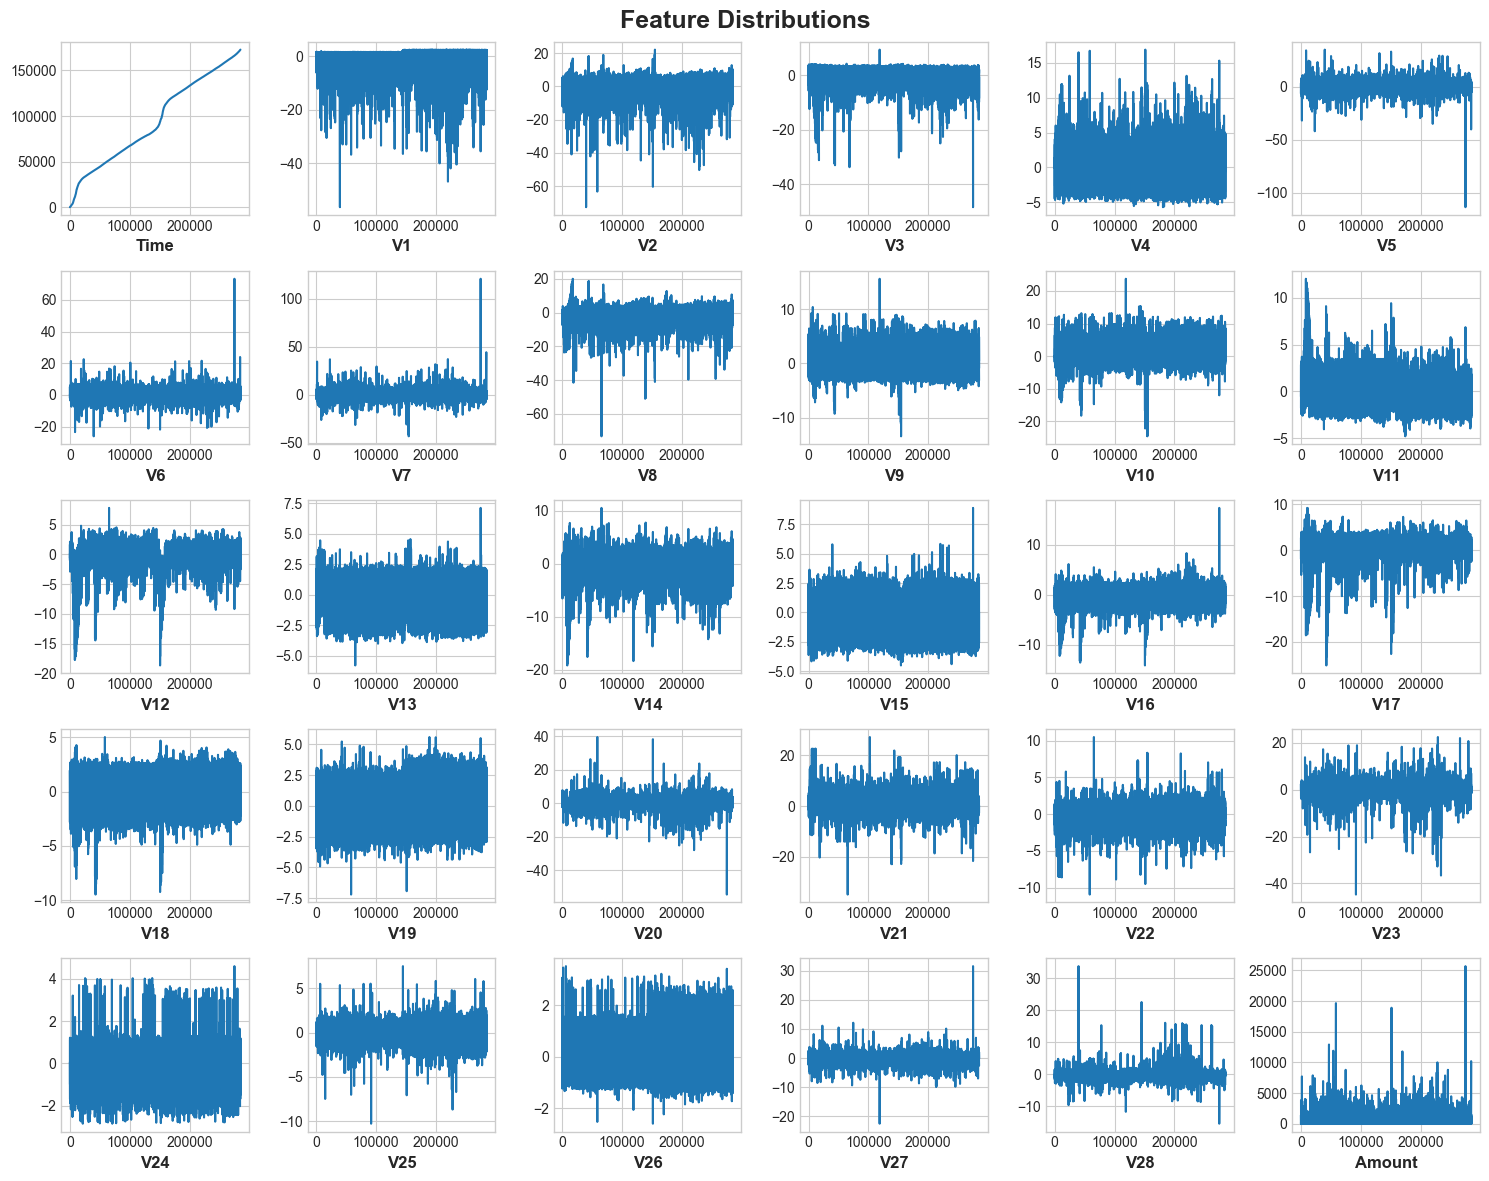 Feature Distributions
150000
100000
50000
0
0 100000 200000
Time
0
−20
−40
0 100000 200000
V1
20
0
−20
−40
−60
0 100000 200000
V2
0
−20
−40
0 100000 200000
V3
15
10
5
0
−5
0 100000 200000
V4
0
−50
−100
0 100000 200000
V5
60
40
20
0
−20
0 100000 200000
V6
100
50
0
−50
0 100000 200000
V7
20
0
−20
−40
−60
0 100000 200000
V8
10
0
−10
0 100000 200000
V9
20
10
0
−10
−20
0 100000 200000
V10
10
5
0
−5
0 100000 200000
V11
5
0
−5
−10
−15
−20
0 100000 200000
V12
7.5
5.0
2.5
0.0
−2.5
−5.0
0 100000 200000
V13
10
0
−10
−20
0 100000 200000
V14
7.5
5.0
2.5
0.0
−2.5
−5.0
0 100000 200000
V15
10
0
−10
0 100000 200000
V16
10
0
−10
−20
0 100000 200000
V17
5
0
−5
−10
0 100000 200000
V18
5.0
2.5
0.0
−2.5
−5.0
−7.5
0 100000 200000
V19
40
20
0
−20
−40
0 100000 200000
V20
20
0
−20
0 100000 200000
V21
10
5
0
−5
−10
0 100000 200000
V22
20
0
−20
−40
0 100000 200000
V23
4
2
0
−2
0 100000 200000
V24
5
0
−5
−10
0 100000 200000
V25
2
0
−2
0 100000 200000
V26
30
20
10
0
−10
−20
0 100000 200000
V27
30
20
10
0
−10
0 100000 200000
V28
25000
20000
15000
10000
5000
0
0 100000 200000
Amount